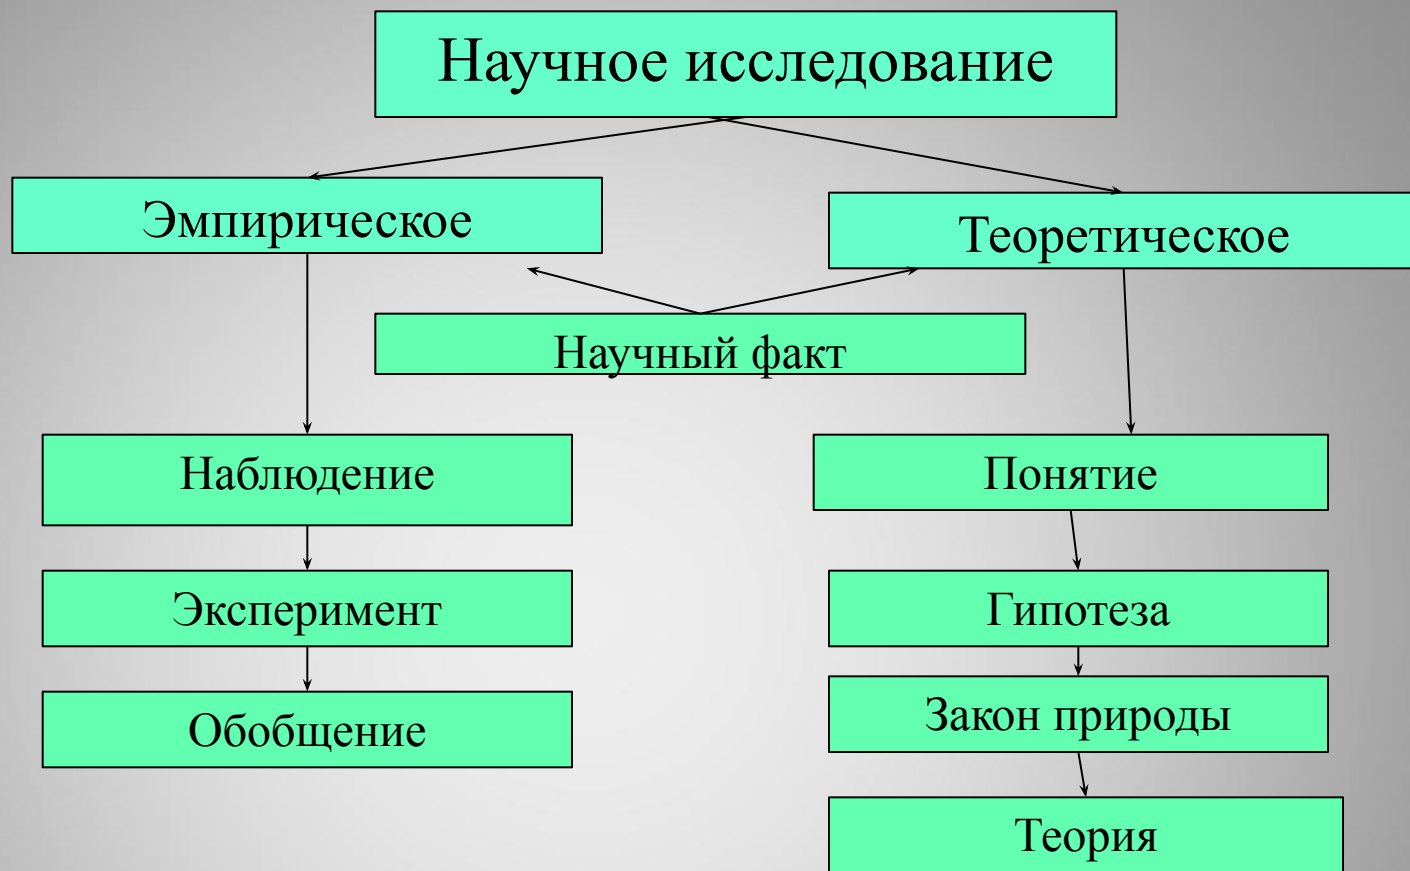 Научное исследование
Эмпирическое
Теоретическое
Научный факт
Наблюдение
Понятие
Эксперимент
Гипотеза
Обобщение
Закон природы
Теория